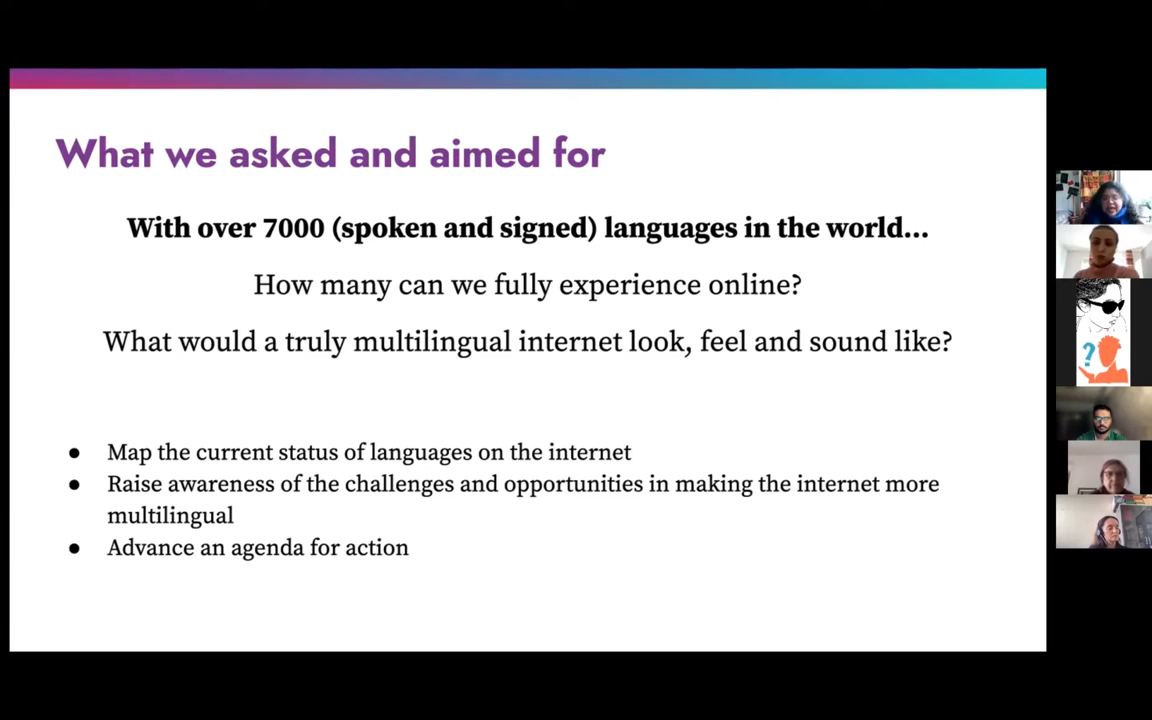 What we asked and aimed for
With over 7000 (spoken and signed) languages in the world...
How many can we fully experience online?
What would a truly multilingual internet look, feel and sound like?
● Map the current status of languages on the internet
● Raise awareness of the challenges and opportunities in making the internet more
multilingual
● Advance an agenda for action
?